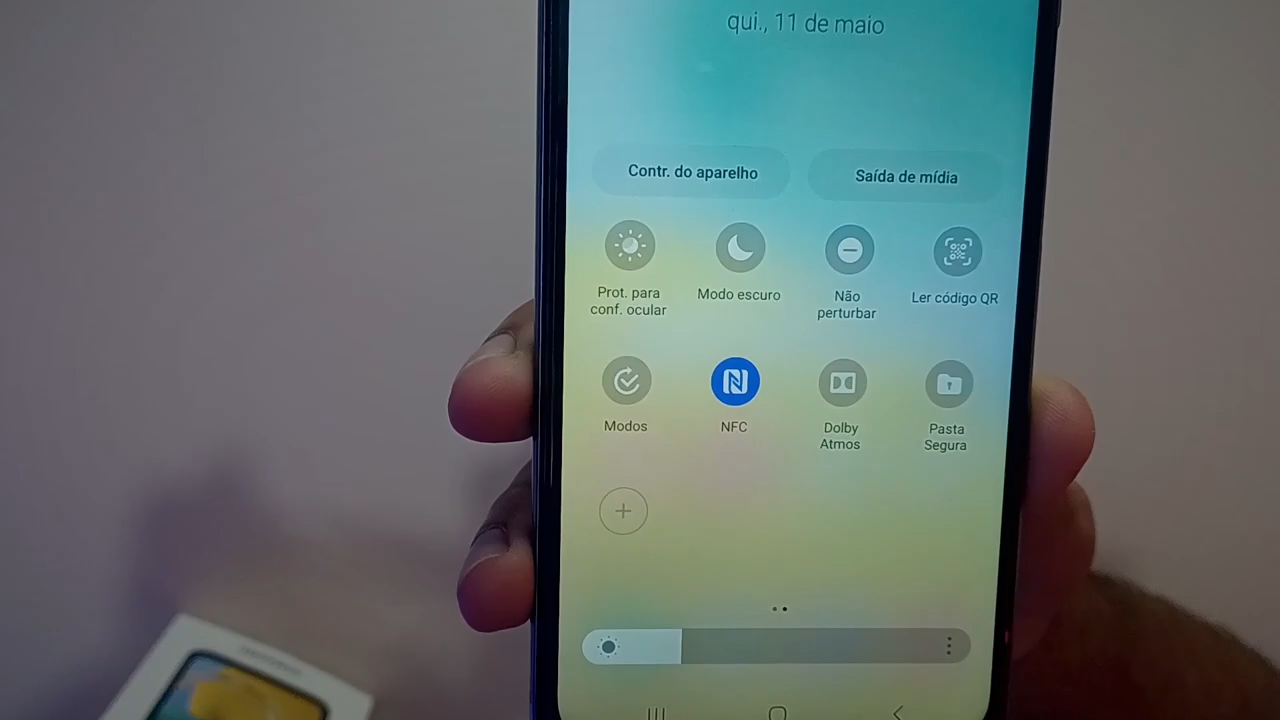 qui., 11 de maio
Contr. do aparelho
Saída de mídia
Prot. para
conf. ocular
Modo escuro
Não
perturbar
Ler código QR
Modos
NFC
Dolby
Atmos
Pasta
Segura